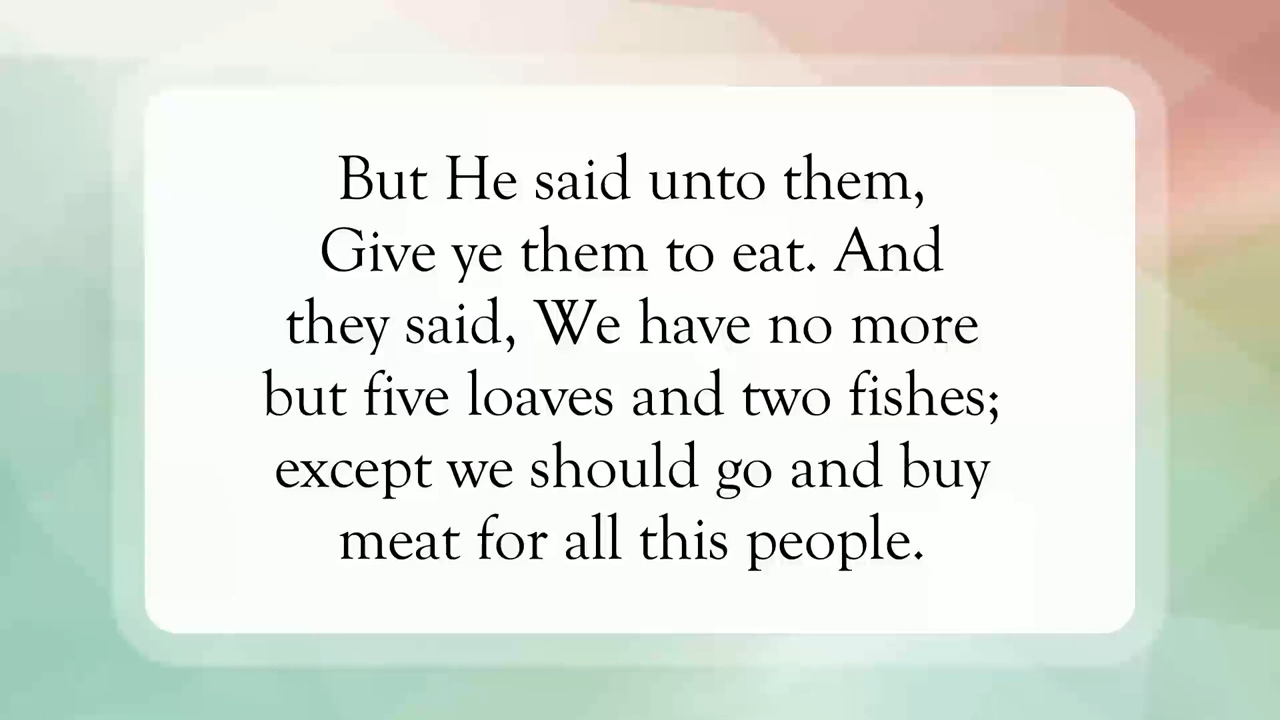 But He said unto them,
Give ye them to eat. And
they said, We have no more
but five loaves and two fishes;
except we should go and buy
meat for all this people.